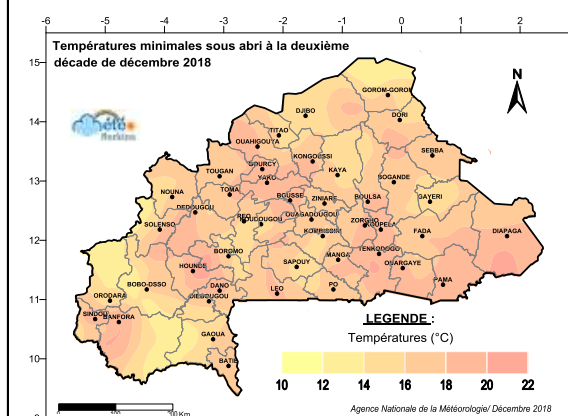 -6 -5 -4 -3 -2 -1 0 1 2
Températures minimales sous abri à la deuxième
décade de décembre 2018
15
14
13
12
11
10
N
météo
Burkina
GOROM-GOROM
DJIBO
DORI
TITAO
OUAHIGOUYA
SEBBA
KONGOUSSI
GOURCY
KAYA
TOUGAN
YAKO
BOGANDE
NOUNA
TOMA
BOUSSE
ZINIARE
BOULSA
GAYERI
DEDOUGOU
REO
KOUDOUGOU
OUAGADOUGOU
ZORGHO
KOUPELA
SOLENSO
KOMBISSIRI
FADA
DIAPAGA
BOROMO
TENKODOGO
MANGA
HOUNDE
SAPOUY
OUARGAYE
BOBO-DSSO
DANO
LEO
PO
PAMA
ORODARA
DIEBOUGOU
SINDOU
BANFORA
GAOUA
BATIE
LEGENDE :
Températures (°C)
10 12 14 16 18 20 22
Agence Nationale de la Météorologie/ Décembre 2018